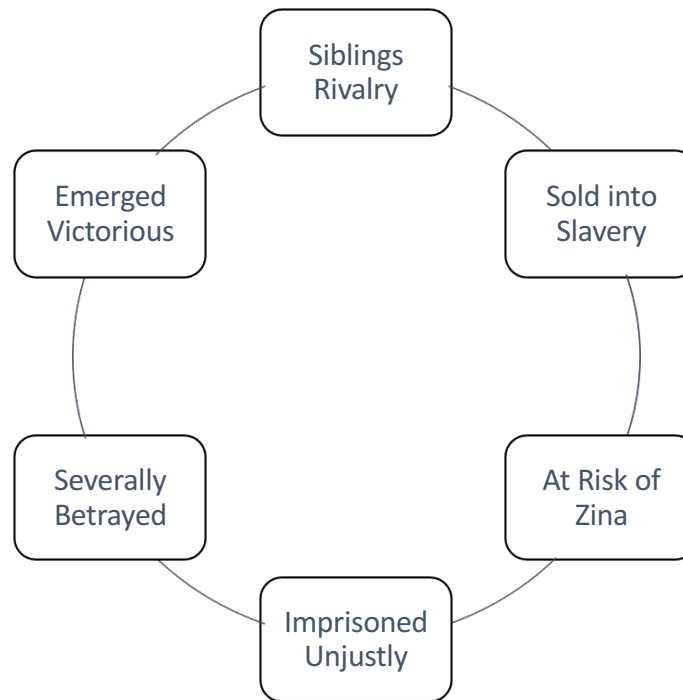 Siblings
Rivalry
Sold into
Slavery
At Risk of
Zina
Imprisoned
Unjustly
Severally
Betrayed
Emerged
Victorious